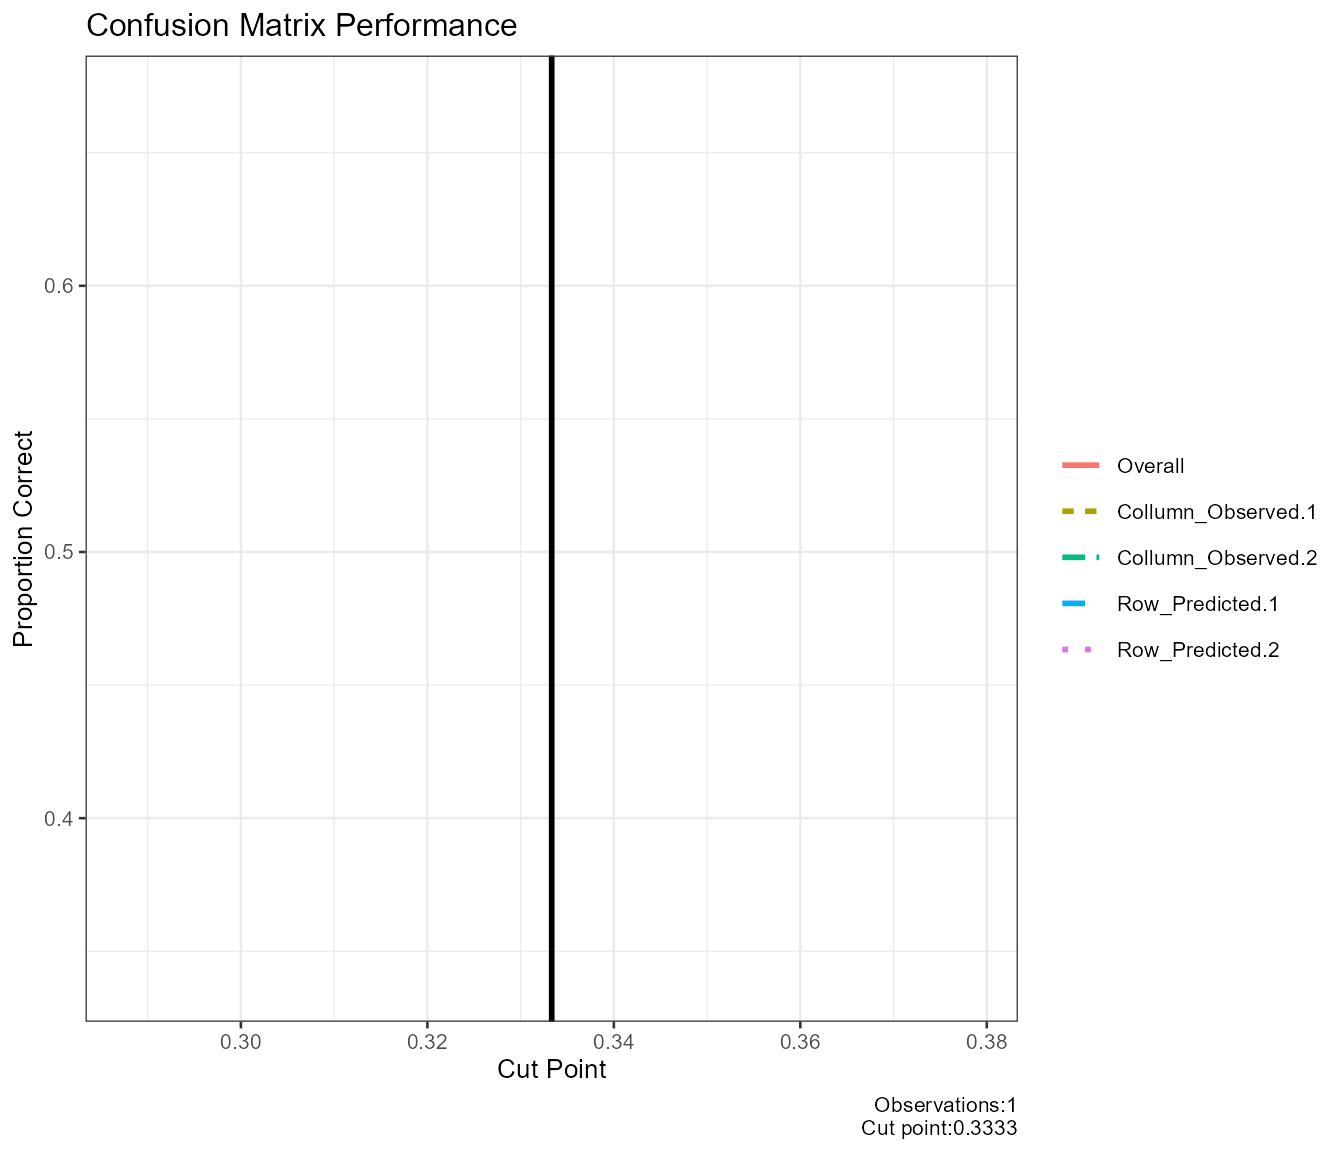 Confusion Matrix Performance
Proportion Correct
0.6
0.5
0.4
0.30 0.32 0.34 0.36 0.38
Cut Point
Overall
Collumn_Observed.1
Collumn_Observed.2
Row_Predicted.1
Row_Predicted.2
Observations:1
Cut point:0.3333